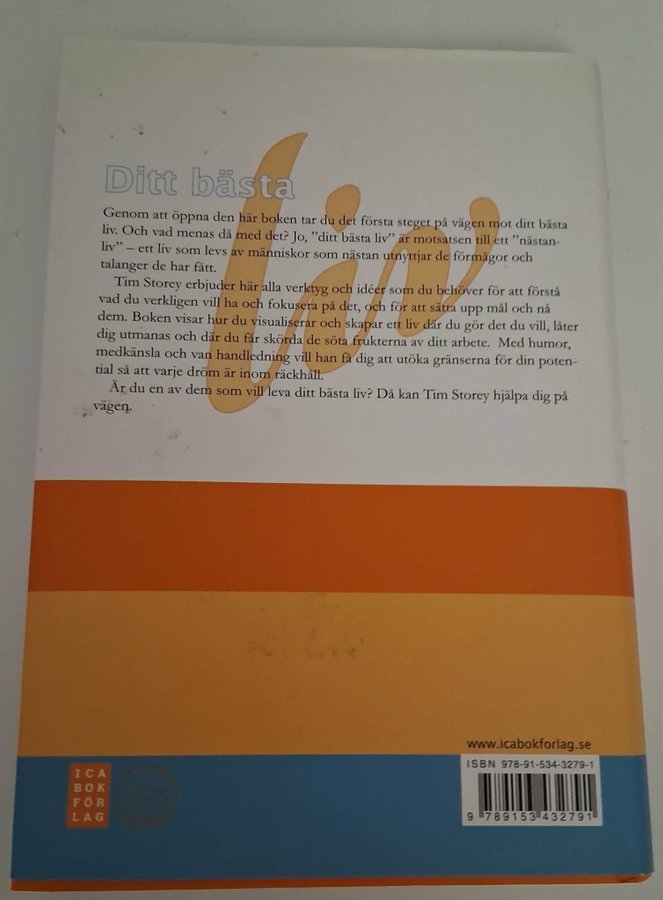 Ditt bästa
liv
Genom att öppna den här boken tar du det första steget på vägen mot ditt bästa
liv. Och vad menas då med det? Jo, ”ditt bästa liv” är motsatsen till ett ”nästan-
liv” – ett liv som levs av människor som nästan utnyttjar de förmågor och
talanger de har fått.
Tim Storey erbjuder här alla verktyg och idéer som du behöver för att förstå
vad du verkligen vill ha och fokusera på det, och för att sätta upp mål och nå
dem. Boken visar hur du visualiserar och skapar ett liv där du gör det du vill, låter
dig utmanas och där du får skörda de söta frukterna av ditt arbete. Med humor,
medkänsla och van handledning vill han få dig att utöka gränserna för din poten-
tial så att varje dröm är inom räckhåll.
Är du en av dem som vill leva ditt bästa liv? Då kan Tim Storey hjälpa dig på
vägen.
www.icabokforlag.se
ISBN 978-91-534-3279-1
9 789153 432791
ICA
BOK
FÖR
LAG